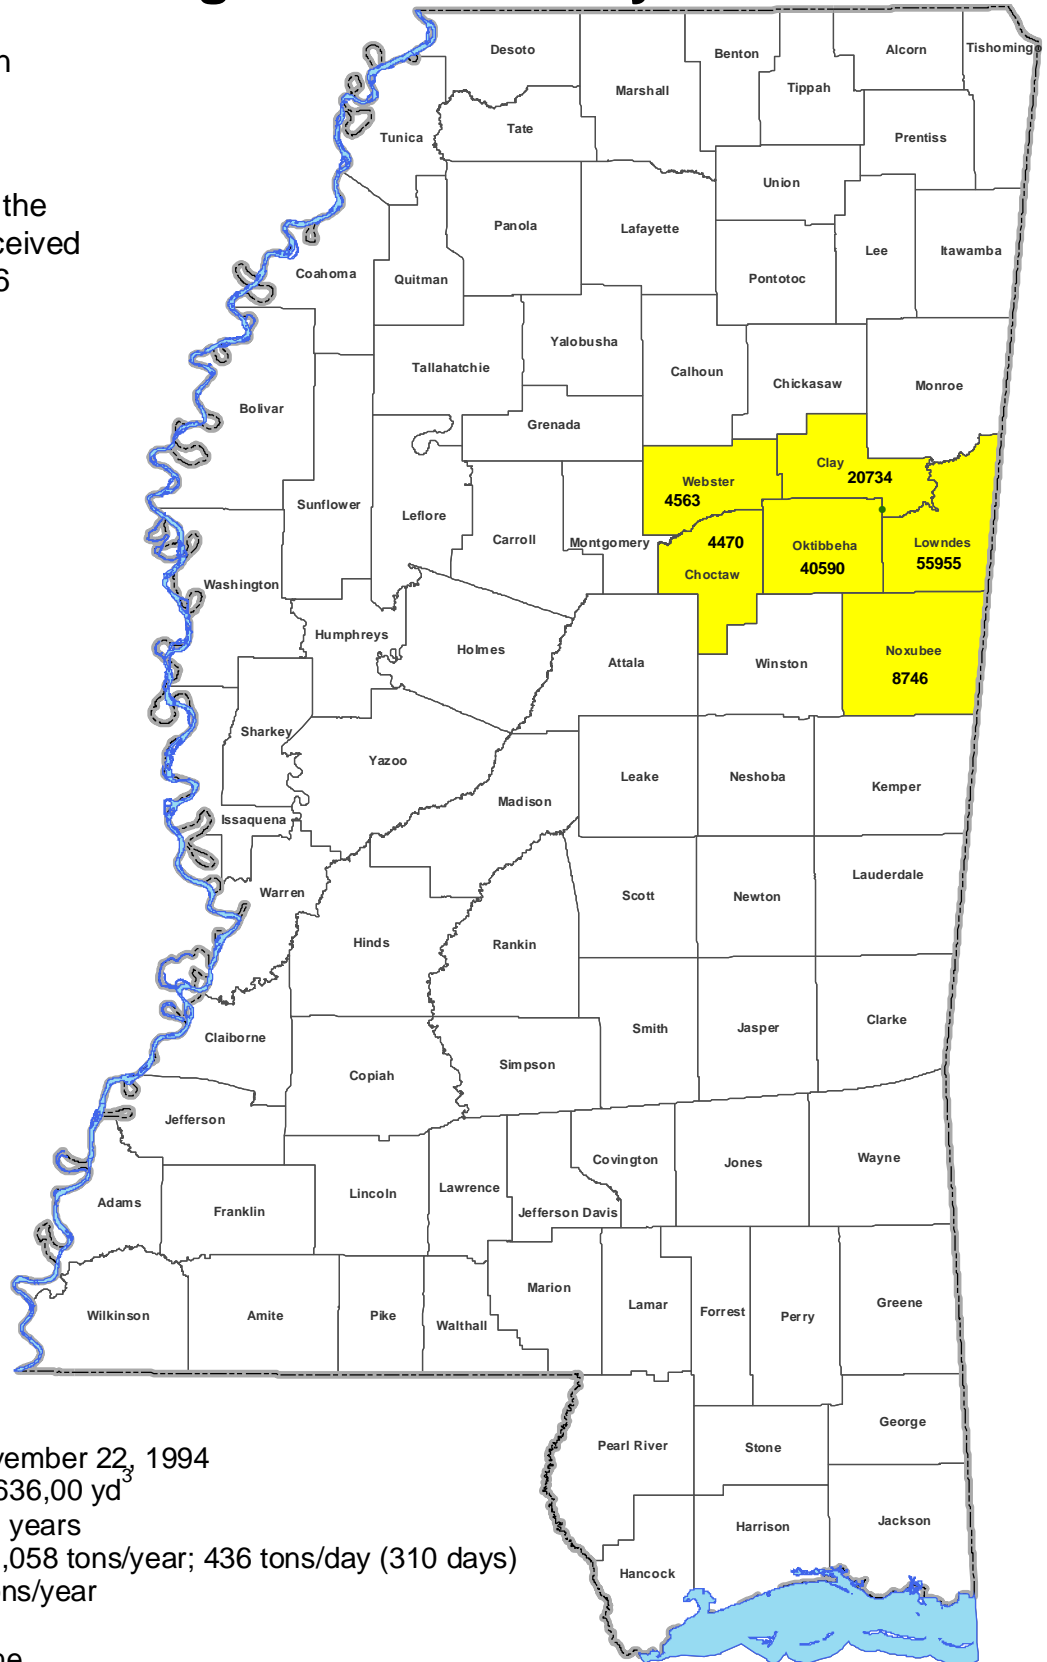 the
Desoto
Benton
Alcorn
Tishomingo
Marshall
Tippah
Tunica
Tate
Prentiss
Union
Panola
Lafayette
Lee
Itawamba
Coahoma
Quitman
Pontotoc
Yalobusha
Tallahatchie
Calhoun
Chickasaw
Monroe
Bolivar
Grenada
Clay
20734
Webster
4563
Sunflower
Leflore
Carroll
Montgomery
4470
Choctaw
Oktibbeha
40590
Lowndes
55955
Washington
Humphreys
Holmes
Attala
Winston
Noxubee
8746
Sharkey
Yazoo
Leake
Neshoba
Kemper
Madison
Issaquena
Warren
Scott
Newton
Lauderdale
Hinds
Rankin
Claiborne
Smith
Jasper
Clarke
Copiah
Simpson
Jefferson
Covington
Jones
Wayne
Adams
Franklin
Lincoln
Lawrence
Jefferson Davis
Wilkinson
Amite
Pike
Walthall
Marion
Lamar
Forrest
Perry
Greene
George
Pearl River
Stone
Harrison
Jackson
Hancock
vember 22, 1994
636,00 yd³
years
,058 tons/year; 436 tons/day (310 days)
ons/year